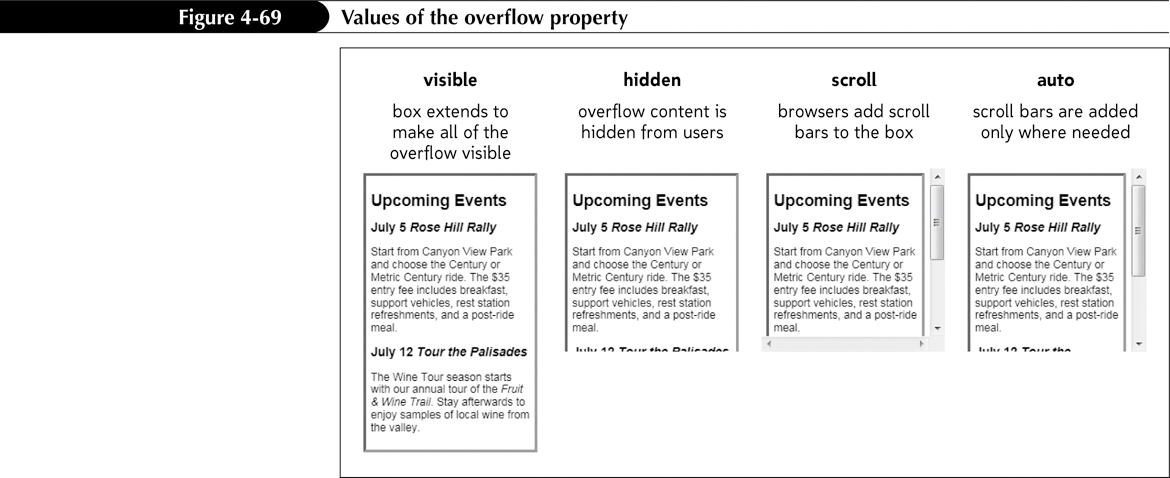 Figure 4-69
Values of the overflow property
visible
box extends to
make all of the
overflow visible
Upcoming Events
July 5 Rose Hill Rally
Start from Canyon View Park
and choose the Century or
Metric Century ride. The $35
entry fee includes breakfast,
support vehicles, rest station
refreshments, and a post-ride
meal.
July 12 Tour the Palisades
The Wine Tour season starts
with our annual tour of the Fruit
& Wine Trail. Stay afterwards to
enjoy samples of local wine from
the valley.
hidden
overflow content is
hidden from users
Upcoming Events
July 5 Rose Hill Rally
Start from Canyon View Park
and choose the Century or
Metric Century ride. The $35
entry fee includes breakfast,
support vehicles, rest station
refreshments, and a post-ride
meal.
July 12 Tour the Palisades
scroll
browsers add scroll
bars to the box
Upcoming Events
July 5 Rose Hill Rally
Start from Canyon View Park
and choose the Century or
Metric Century ride. The $35
entry fee includes breakfast,
support vehicles, rest station
refreshments, and a post-ride
meal.
auto
scroll bars are added
only where needed
Upcoming Events
July 5 Rose Hill Rally
Start from Canyon View Park
and choose the Century or
Metric Century ride. The $35
entry fee includes breakfast,
support vehicles, rest station
refreshments, and a post-ride
meal.
July 12 Tour the